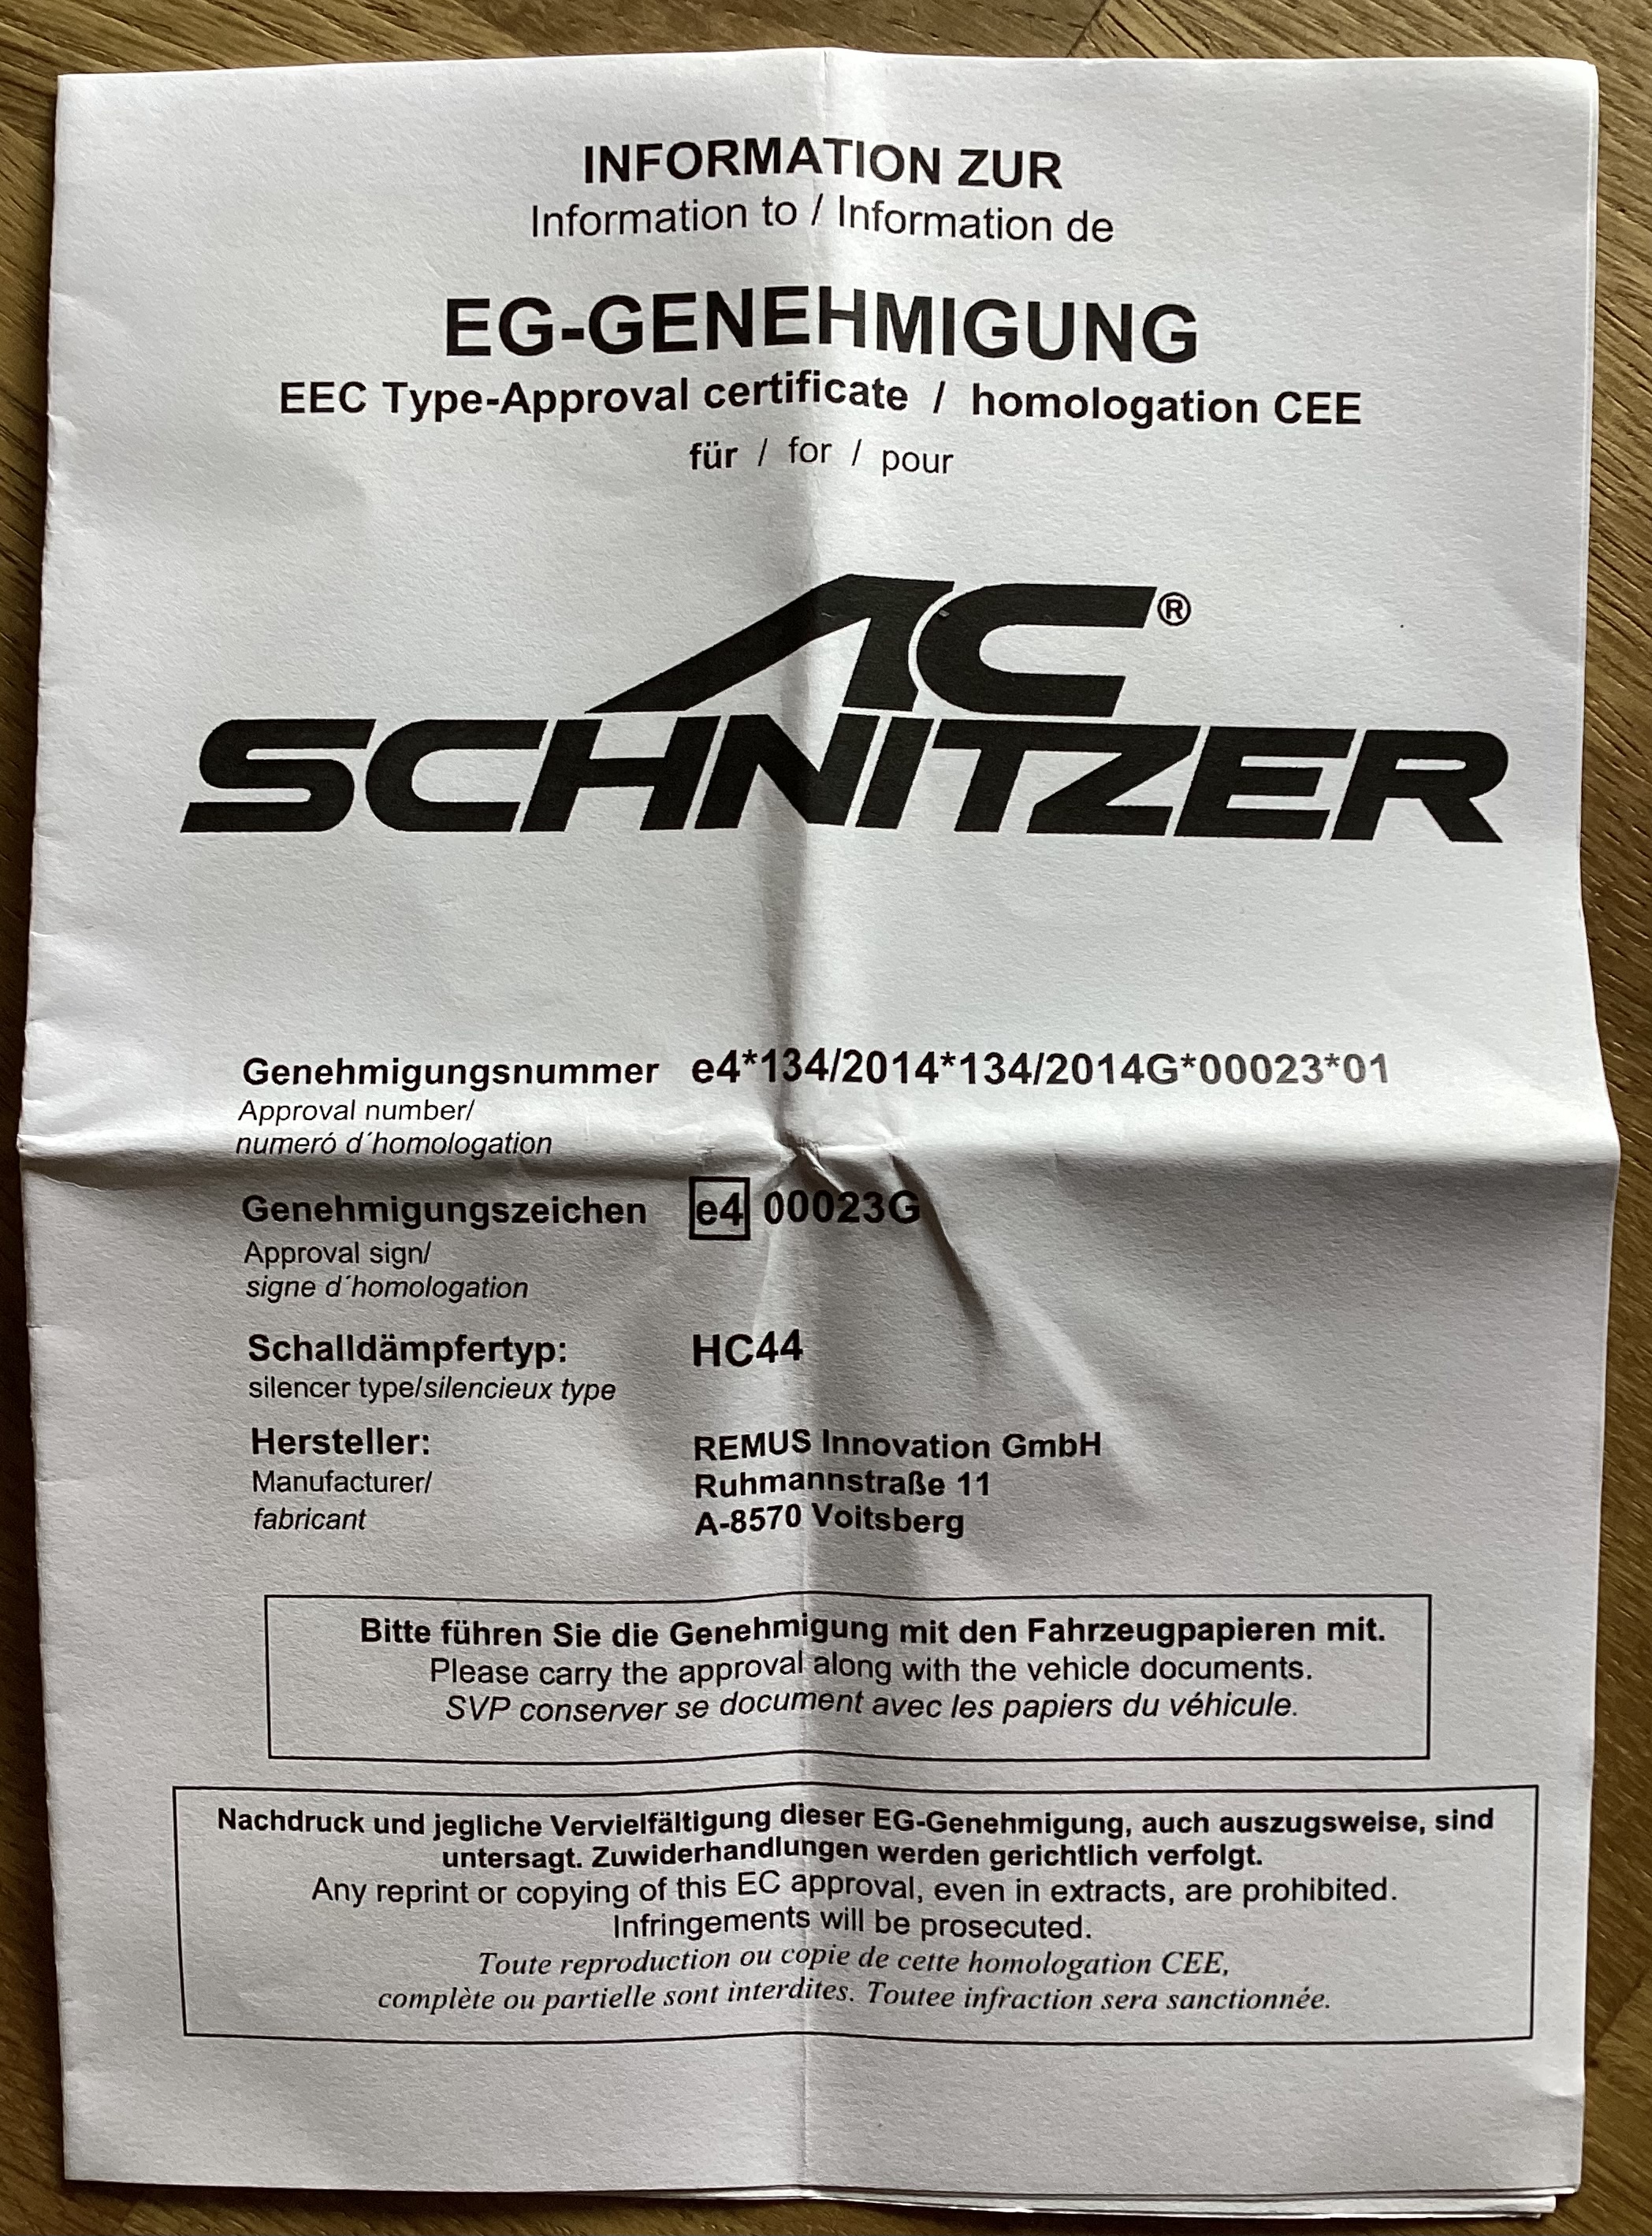 INFORMATION ZUR
Information to / Information de
EG-GENEHMIGUNG
EEC Type-Approval certificate / homologation CEE
für / for / pour
AC®
SCHNITZER
Genehmigungsnummer e4*134/2014*134/2014G*00023*01
Approval number/
numeró d´homologation
Genehmigungszeichen e4 00023G
Approval sign/
signe d´homologation
Schalldämpfertyp: HC44
silencer type/silencieux type
Hersteller: REMUS Innovation GmbH
Manufacturer/ Ruhmannstraße 11
fabricant A-8570 Voitsberg
Bitte führen Sie die Genehmigung mit den Fahrzeugpapieren mit.
Please carry the approval along with the vehicle documents.
SVP conserver se document avec les papiers du véhicule.
Nachdruck und jegliche Vervielfältigung dieser EG-Genehmigung, auch auszugsweise, sind
untersagt. Zuwiderhandlungen werden gerichtlich verfolgt.
Any reprint or copying of this EC approval, even in extracts, are prohibited.
Infringements will be prosecuted.
Toute reproduction ou copie de cette homologation CEE,
complète ou partielle sont interdites. Toutee infraction sera sanctionnée.